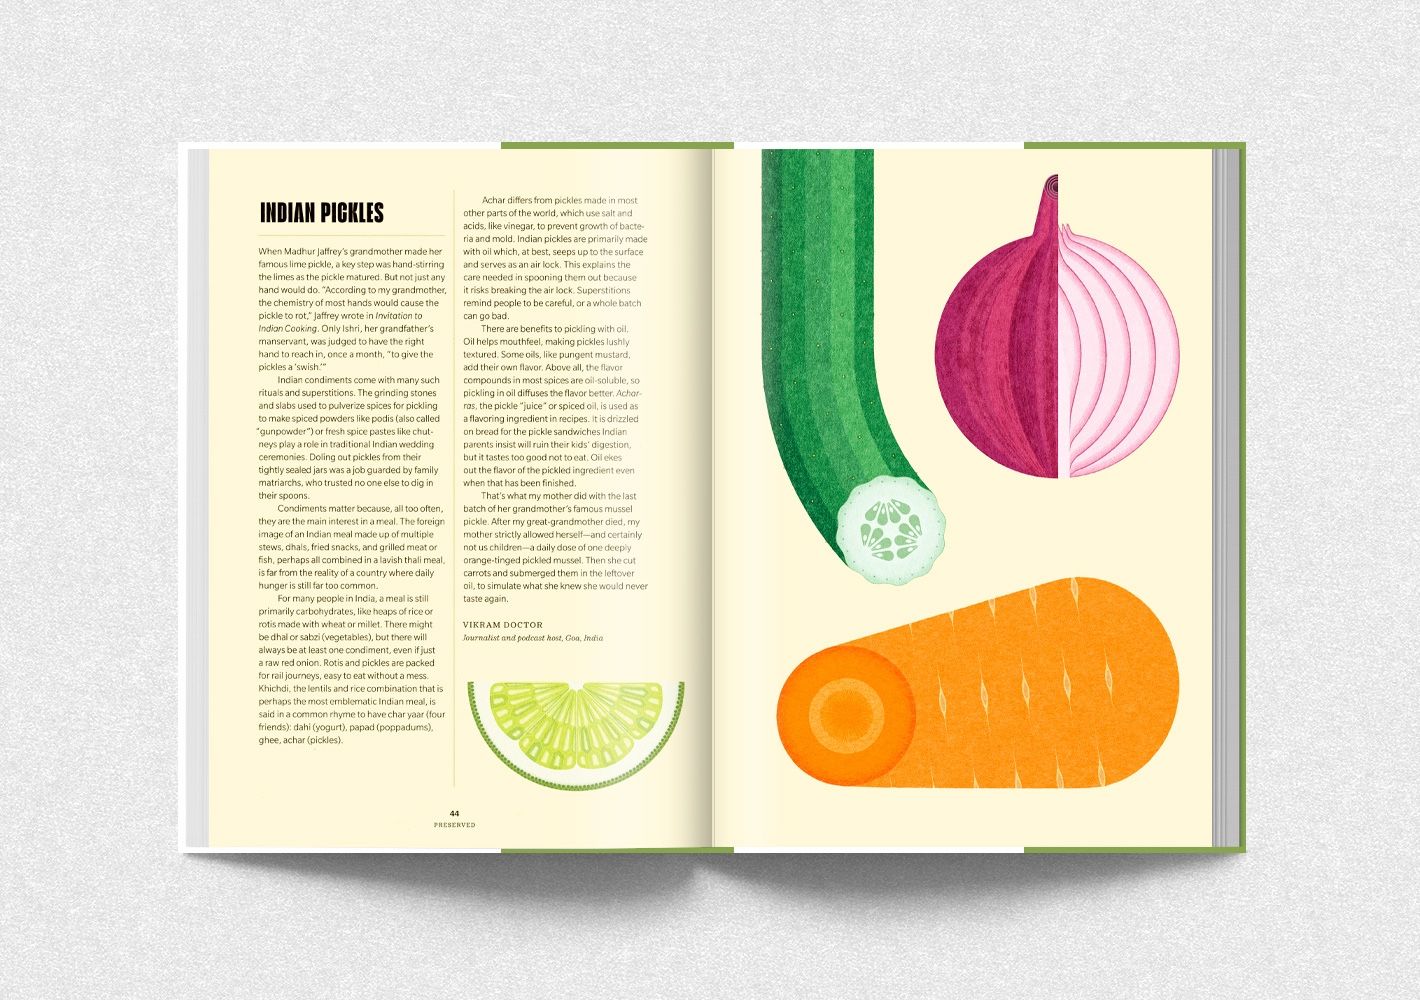 INDIAN PICKLES
When Madhur Jaffrey's grandmother made her
famous lime pickle, a key step was hand-stirring
the limes as the pickle matured. But not just any
hand would do. "According to my grandmother,
the chemistry of most hands would cause the
pickle to rot," Jaffrey wrote in Invitation to
Indian Cooking. Only Ishri, her grandfather's
manservant, was judged to have the right
hand to reach in, once a month, "to give the
pickles a 'swish.'"
Indian condiments come with many such
rituals and superstitions. The grinding stones
and slabs used to pulverize spices for pickling
to make spiced powders like podis (also called
"gunpowder") or fresh spice pastes like chut-
neys play a role in traditional Indian wedding
ceremonies. Doling out pickles from their
tightly sealed jars was a job guarded by family
matriarchs, who trusted no one else to dig in
their spoons.
Condiments matter because, all too often,
they are the main interest in a meal. The foreign
image of an Indian meal made up of multiple
stews, dhals, fried snacks, and grilled meat or
fish, perhaps all combined in a lavish thali meal,
is far from the reality of a country where daily
hunger is still far too common.
For many people in India, a meal is still
primarily carbohydrates, like heaps of rice or
rotis made with wheat or millet. There might
be dhal or sabzi (vegetables), but there will
always be at least one condiment, even if just
a raw red onion. Rotis and pickles are packed
for rail journeys, easy to eat without a mess.
Khichdi, the lentils and rice combination that is
perhaps the most emblematic Indian meal, is
said in a common rhyme to have char yaar (four
friends): dahi (yogurt), papad (poppadums),
ghee, achar (pickles).
Achar differs from pickles made in most
other parts of the world, which use salt and
acids, like vinegar, to prevent growth of bacte-
ria and mold. Indian pickles are primarily made
with oil which, at best, seeps up to the surface
and serves as an air lock. This explains the
care needed in spooning them out because
it risks breaking the air lock. Superstitions
remind people to be careful, or a whole batch
can go bad.
There are benefits to pickling with oil.
Oil helps mouthfeel, making pickles lushly
textured. Some oils, like pungent mustard,
add their own flavor. Above all, the flavor
compounds in most spices are oil-soluble, so
pickling in oil diffuses the flavor better. Achar-
ras, the pickle "juice" or spiced oil, is used as
a flavoring ingredient in recipes. It is drizzled
on bread for the pickle sandwiches Indian
parents insist will ruin their kids' digestion,
but it tastes too good not to eat. Oil ekes
out the flavor of the pickled ingredient even
when that has been finished.
That's what my mother did with the last
batch of her grandmother's famous mussel
pickle. After my great-grandmother died, my
mother strictly allowed herself—and certainly
not us children—a daily dose of one deeply
orange-tinged pickled mussel. Then she cut
carrots and submerged them in the leftover
oil, to simulate what she knew she would never
taste again.
VIKRAM DOCTOR
Journalist and podcast host, Goa, India
44
PRESERVED